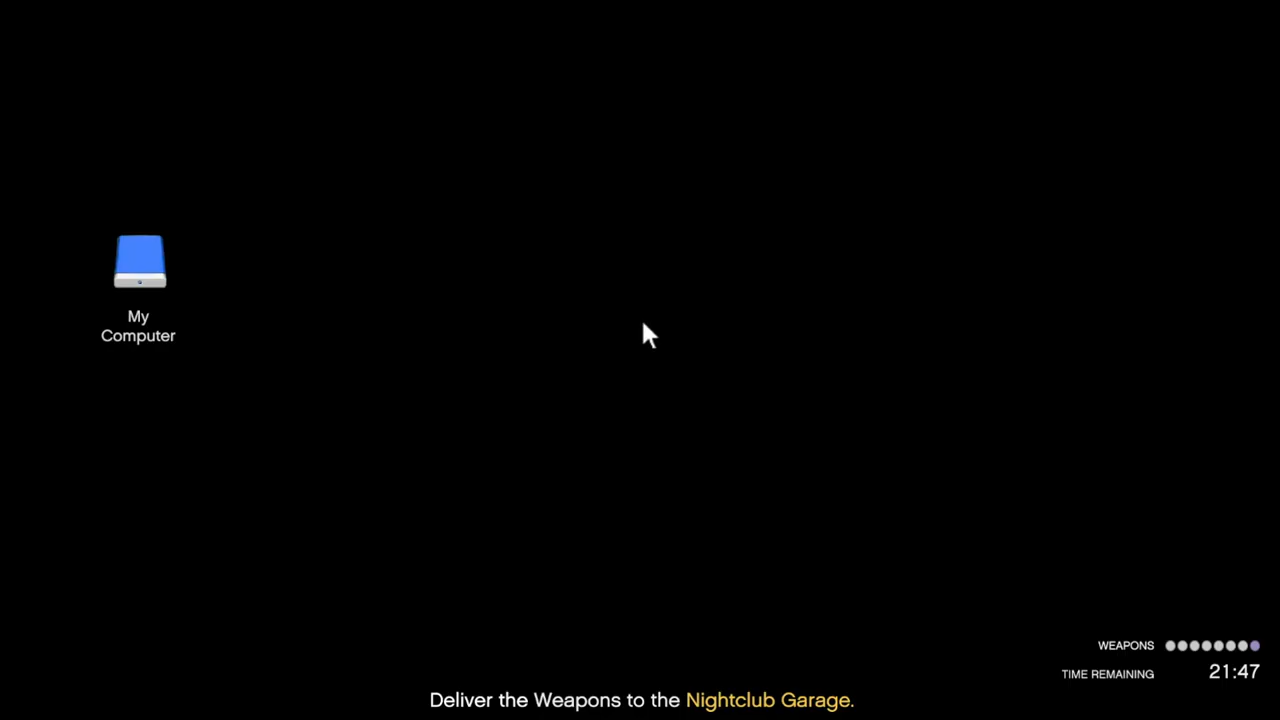 My
Computer
WEAPONS
TIME REMAINING 21:47
Deliver the Weapons to the Nightclub Garage.